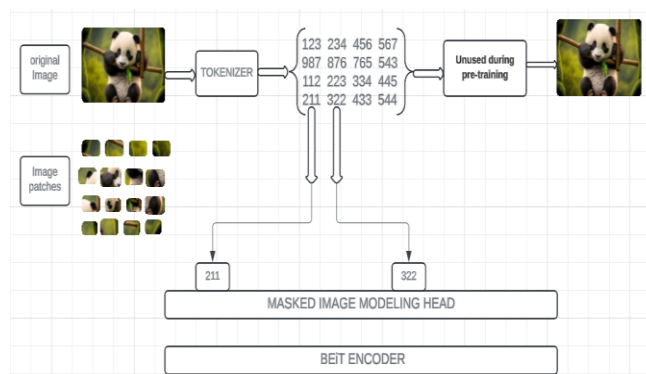 original
Image
TOKENIZER
123 234 456 567
987 876 765 543
112 223 334 445
211 322 433 544
Unused during
pre-training
Image
patches
211
322
MASKED IMAGE MODELING HEAD
BEiT ENCODER